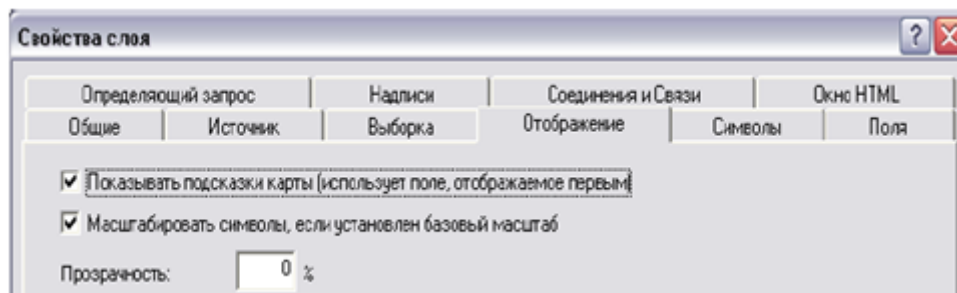 Свойства слоя
Определяющий запрос Надписи Соединения и Связи Окно HTML
Общие Источник Выборка Отображение Символы Поля
Показывать подсказки карты (использует поле, отображаемое первым
Масштабировать символы, если установлен базовый масштаб
Прозрачность: 0 %